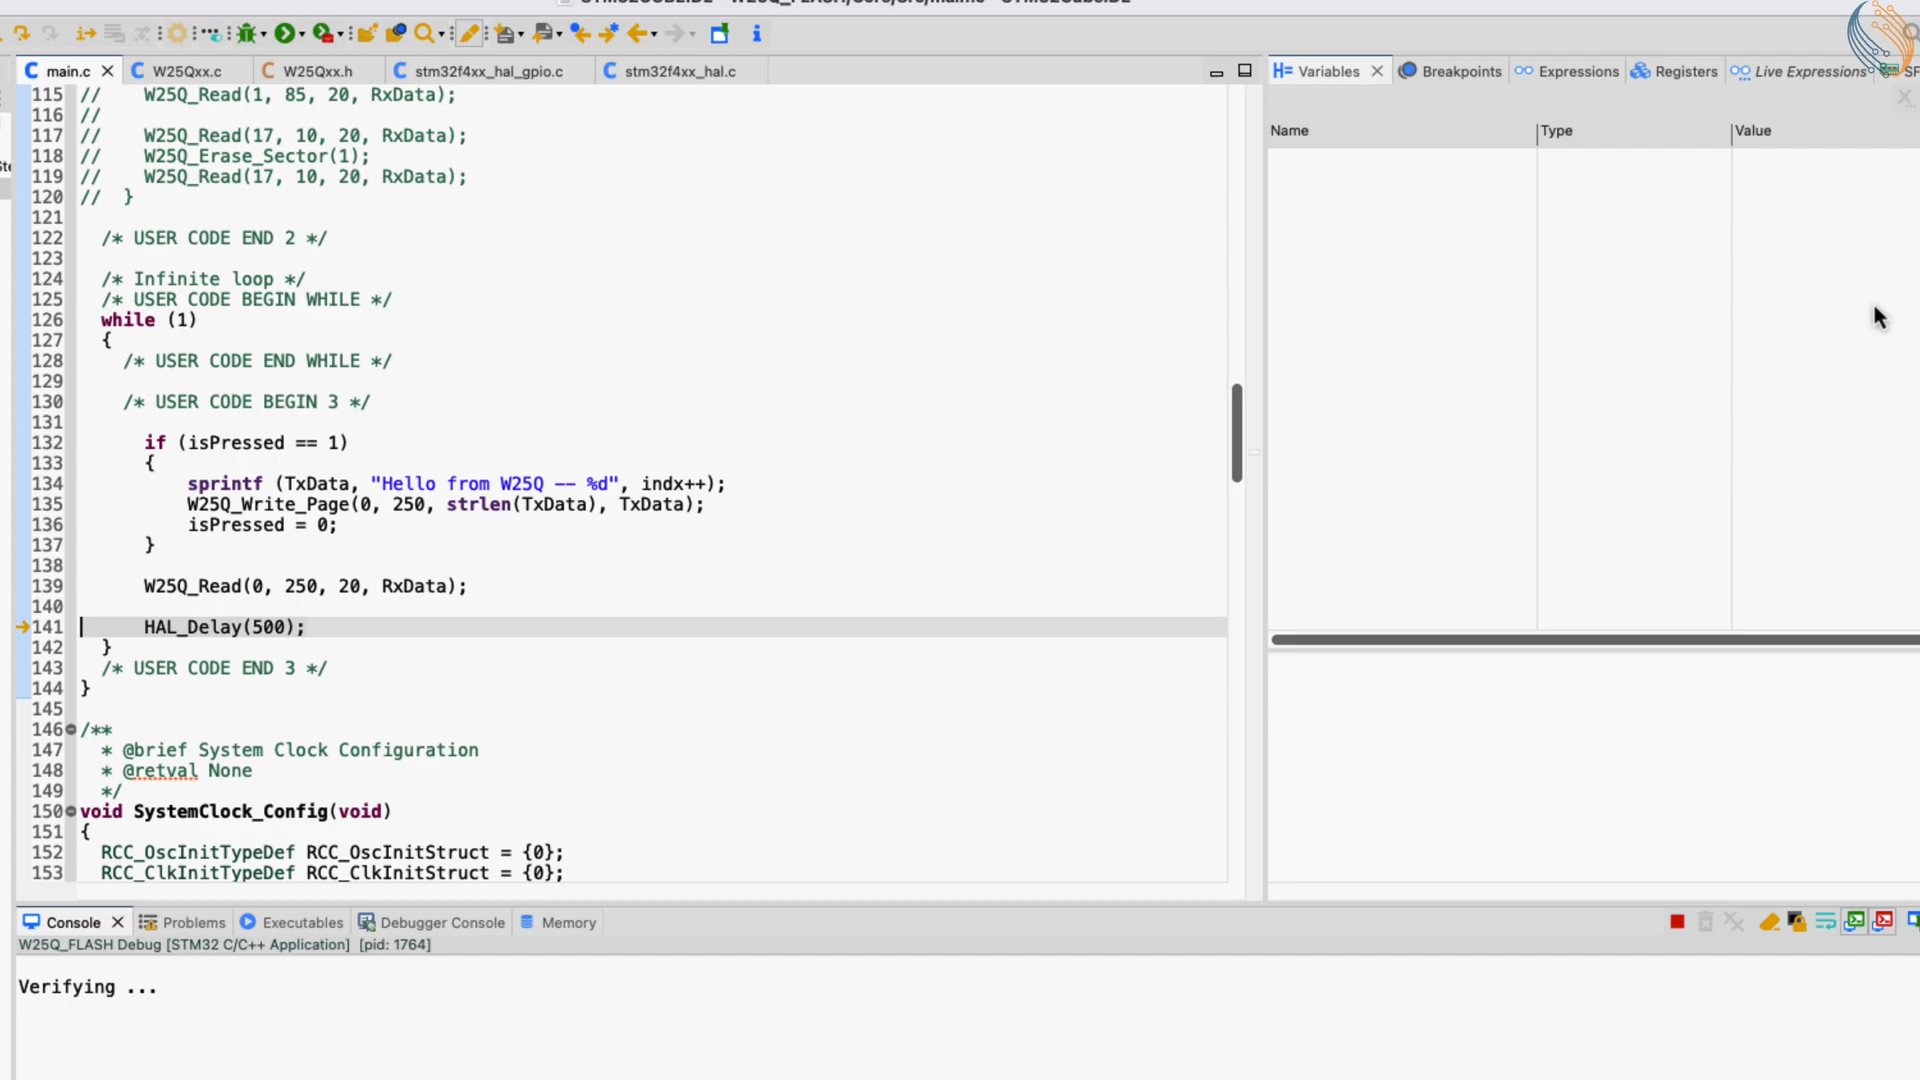 main.c
W25Qxx.c
W25Qxx.h
stm32f4xx_hal_gpio.c
stm32f4xx_hal.c
Variables
Breakpoints
Expressions
Registers
Live Expressions
SF
Name
Type
Value
115 //    W25Q_Read(1, 85, 20, RxData);
116 //
117 //    W25Q_Read(17, 10, 20, RxData);
118 //    W25Q_Erase_Sector(1);
119 //    W25Q_Read(17, 10, 20, RxData);
120 //  }
121
122   /* USER CODE END 2 */
123
124   /* Infinite loop */
125   /* USER CODE BEGIN WHILE */
126   while (1)
127   {
128     /* USER CODE END WHILE */
129
130     /* USER CODE BEGIN 3 */
131
132       if (isPressed == 1)
133       {
134           sprintf (TxData, "Hello from W25Q -- %d", indx++);
135           W25Q_Write_Page(0, 250, strlen(TxData), TxData);
136           isPressed = 0;
137       }
138
139       W25Q_Read(0, 250, 20, RxData);
140
141       HAL_Delay(500);
142   }
143   /* USER CODE END 3 */
144 }
145
146 /**
147   * @brief System Clock Configuration
148   * @retval None
149   */
150 void SystemClock_Config(void)
151 {
152   RCC_OscInitTypeDef RCC_OscInitStruct = {0};
153   RCC_ClkInitTypeDef RCC_ClkInitStruct = {0};
Console
Problems
Executables
Debugger Console
Memory
W25Q_FLASH Debug [STM32 C/C++ Application] [pid: 1764]
Verifying ...